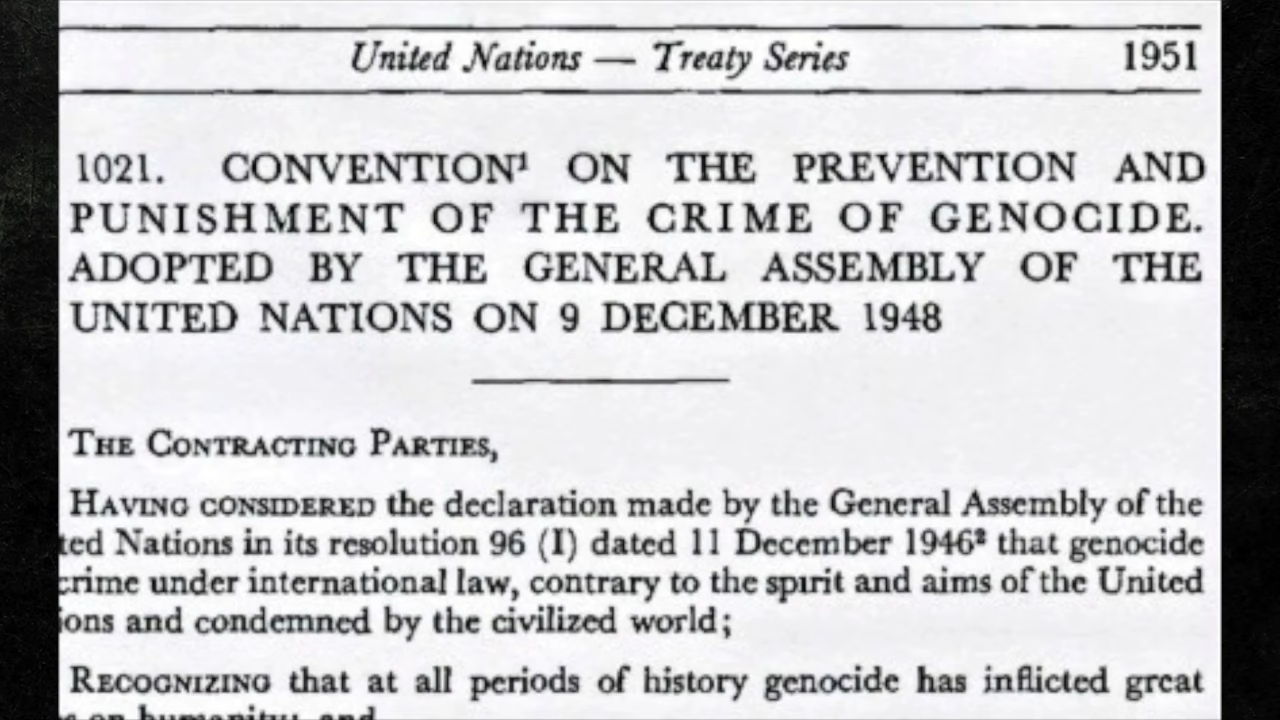 United Nations — Treaty Series 1951
1021. CONVENTION¹ ON THE PREVENTION AND
PUNISHMENT OF THE CRIME OF GENOCIDE.
ADOPTED BY THE GENERAL ASSEMBLY OF THE
UNITED NATIONS ON 9 DECEMBER 1948
THE CONTRACTING PARTIES,
HAVING CONSIDERED the declaration made by the General Assembly of the
ted Nations in its resolution 96 (I) dated 11 December 1946² that genocide
crime under international law, contrary to the spirit and aims of the United
ions and condemned by the civilized world;
RECOGNIZING that at all periods of history genocide has inflicted great
on humanity; and